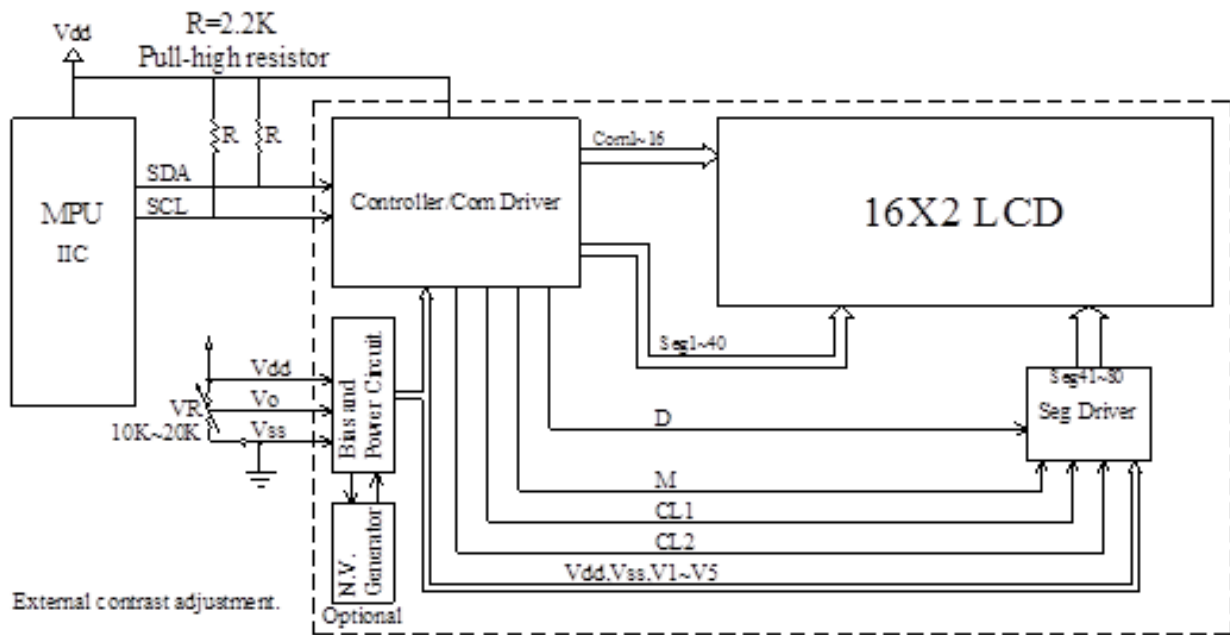 Vdd
R=2.2K
Pull-high resistor
R
R
SDA
SCL
MPU
IIC
Controller/Com Driver
Com1~16
16X2 LCD
Seg1~40
Seg41~80
Seg Driver
Vdd
Vo
Vss
VR
10K~20K
Bias and
Power Circuit
N.V.
Generator
Optional
D
M
CL1
CL2
Vdd.Vss.V1~V5
External contrast adjustment.